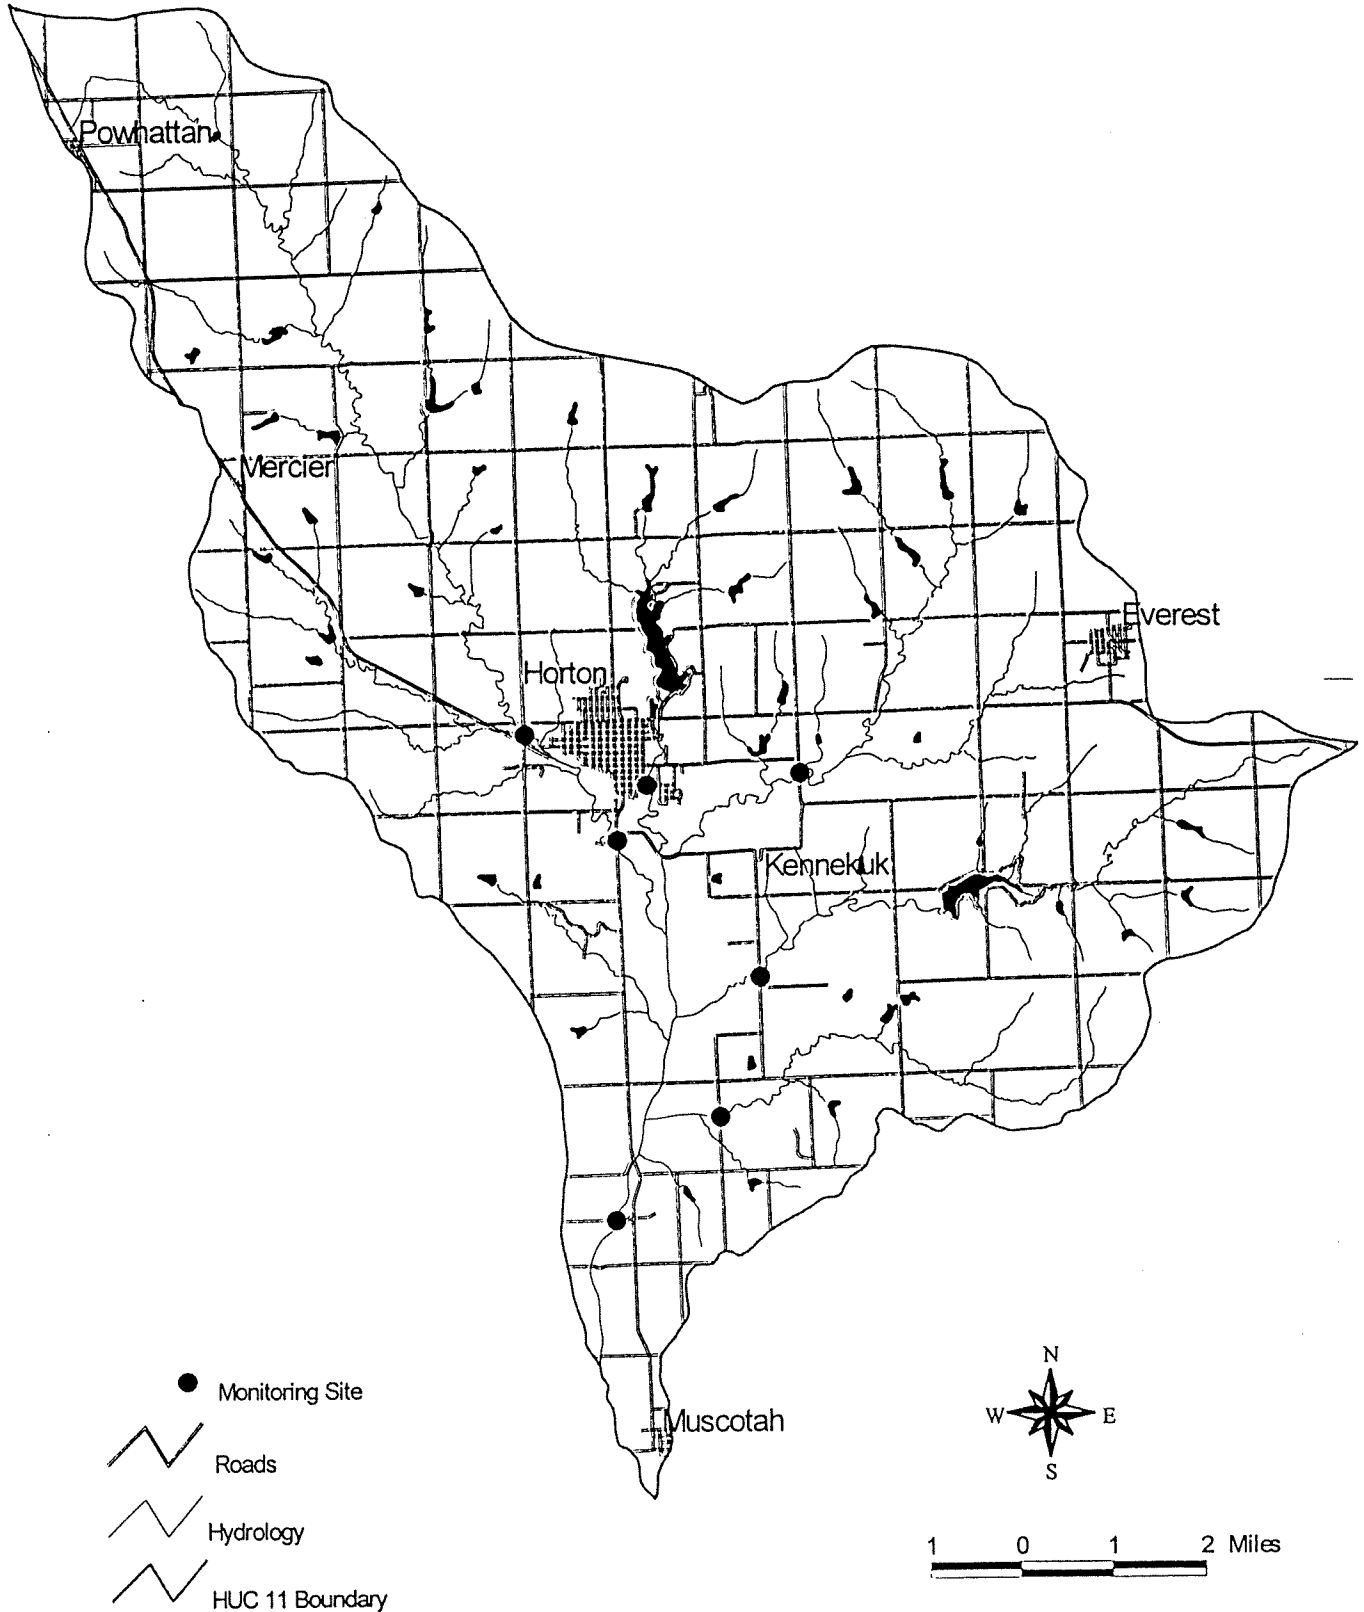 Powhattan
Mercier
Everest
Horton
Kennekuk
Muscotah
Monitoring Site
Roads
Hydrology
HUC 11 Boundary
N
W E
S
1 0 1 2 Miles